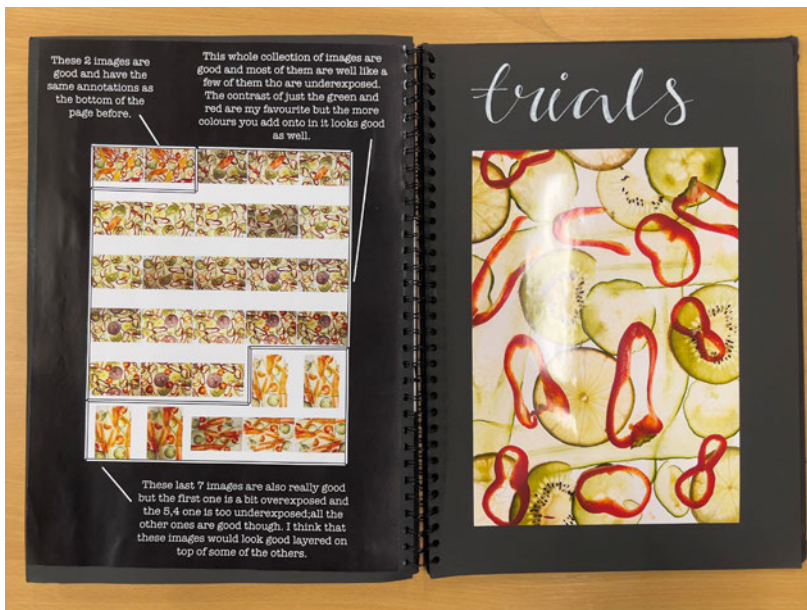 These 2 images are
good and have the
same annotations as
the bottom of the
page before.
This whole collection of images are
good and most of them are well like a
few of them tho are underexposed.
The contrast of just the green and
red are my favourite but the more
colours you add onto in it looks good
as well.
These last 7 images are also really good
but the first one is a bit overexposed and
the 5,4 one is too underexposed;all the
other ones are good though. I think that
these images would look good layered on
top of some of the others.
trials